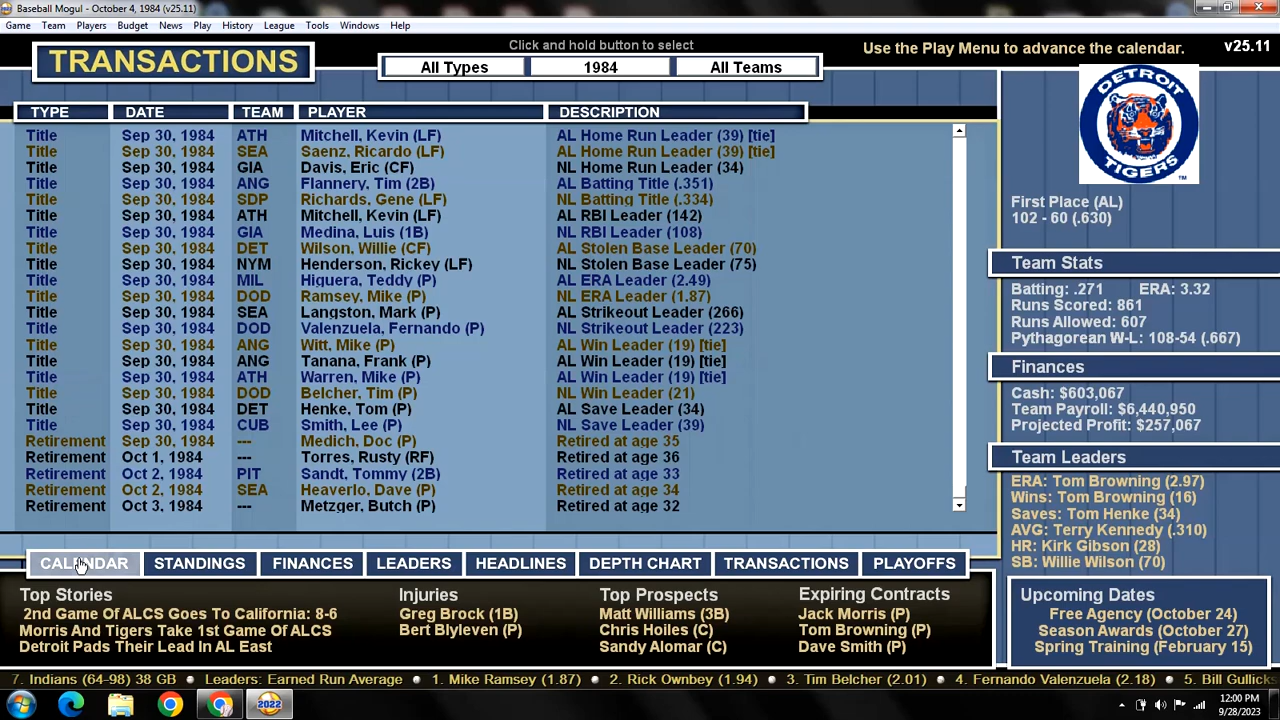 Baseball Mogul - October 4, 1984 (v25.11)
Game Team Players Budget News Play History League Tools Windows Help
TRANSACTIONS
Click and hold button to select
All Types 1984 All Teams
Use the Play Menu to advance the calendar. v25.11
TYPE DATE TEAM PLAYER DESCRIPTION
Title Sep 30, 1984 ATH Mitchell, Kevin (LF) AL Home Run Leader (39) [tie]
Title Sep 30, 1984 SEA Saenz, Ricardo (LF) AL Home Run Leader (39) [tie]
Title Sep 30, 1984 GIA Davis, Eric (CF) NL Home Run Leader (34)
Title Sep 30, 1984 ANG Flannery, Tim (2B) AL Batting Title (.351)
Title Sep 30, 1984 SDP Richards, Gene (LF) NL Batting Title (.334)
Title Sep 30, 1984 ATH Mitchell, Kevin (LF) AL RBI Leader (142)
Title Sep 30, 1984 GIA Medina, Luis (1B) NL RBI Leader (108)
Title Sep 30, 1984 DET Wilson, Willie (CF) AL Stolen Base Leader (70)
Title Sep 30, 1984 NYM Henderson, Rickey (LF) NL Stolen Base Leader (75)
Title Sep 30, 1984 MIL Higuera, Teddy (P) AL ERA Leader (2.49)
Title Sep 30, 1984 DOD Ramsey, Mike (P) NL ERA Leader (1.87)
Title Sep 30, 1984 SEA Langston, Mark (P) AL Strikeout Leader (266)
Title Sep 30, 1984 DOD Valenzuela, Fernando (P) NL Strikeout Leader (223)
Title Sep 30, 1984 ANG Witt, Mike (P) AL Win Leader (19) [tie]
Title Sep 30, 1984 ANG Tanana, Frank (P) AL Win Leader (19) [tie]
Title Sep 30, 1984 ATH Warren, Mike (P) AL Win Leader (19) [tie]
Title Sep 30, 1984 DOD Belcher, Tim (P) NL Win Leader (21)
Title Sep 30, 1984 DET Henke, Tom (P) AL Save Leader (34)
Title Sep 30, 1984 CUB Smith, Lee (P) NL Save Leader (39)
Retirement Sep 30, 1984 --- Medich, Doc (P) Retired at age 35
Retirement Oct 1, 1984 --- Torres, Rusty (RF) Retired at age 36
Retirement Oct 2, 1984 PIT Sandt, Tommy (2B) Retired at age 33
Retirement Oct 2, 1984 SEA Heaverlo, Dave (P) Retired at age 34
Retirement Oct 3, 1984 --- Metzger, Butch (P) Retired at age 32
DETROIT
TIGERS
TM
First Place (AL)
102 - 60 (.630)
Team Stats
Batting: .271 ERA: 3.32
Runs Scored: 861
Runs Allowed: 607
Pythagorean W-L: 108-54 (.667)
Finances
Cash: $603,067
Team Payroll: $6,440,950
Projected Profit: $257,067
Team Leaders
ERA: Tom Browning (2.97)
Wins: Tom Browning (16)
Saves: Tom Henke (34)
AVG: Terry Kennedy (.310)
HR: Kirk Gibson (28)
SB: Willie Wilson (70)
CALENDAR STANDINGS FINANCES LEADERS HEADLINES DEPTH CHART TRANSACTIONS PLAYOFFS
Top Stories
2nd Game Of ALCS Goes To California: 8-6
Morris And Tigers Take 1st Game Of ALCS
Detroit Pads Their Lead In AL East
Injuries
Greg Brock (1B)
Bert Blyleven (P)
Top Prospects
Matt Williams (3B)
Chris Hoiles (C)
Sandy Alomar (C)
Expiring Contracts
Jack Morris (P)
Tom Browning (P)
Dave Smith (P)
Upcoming Dates
Free Agency (October 24)
Season Awards (October 27)
Spring Training (February 15)
7. Indians (64-98) 38 GB Leaders: Earned Run Average 1. Mike Ramsey (1.87) 2. Rick Ownbey (1.94) 3. Tim Belcher (2.01) 4. Fernando Valenzuela (2.18) 5. Bill Gullicks
2022
12:00 PM
9/28/2023